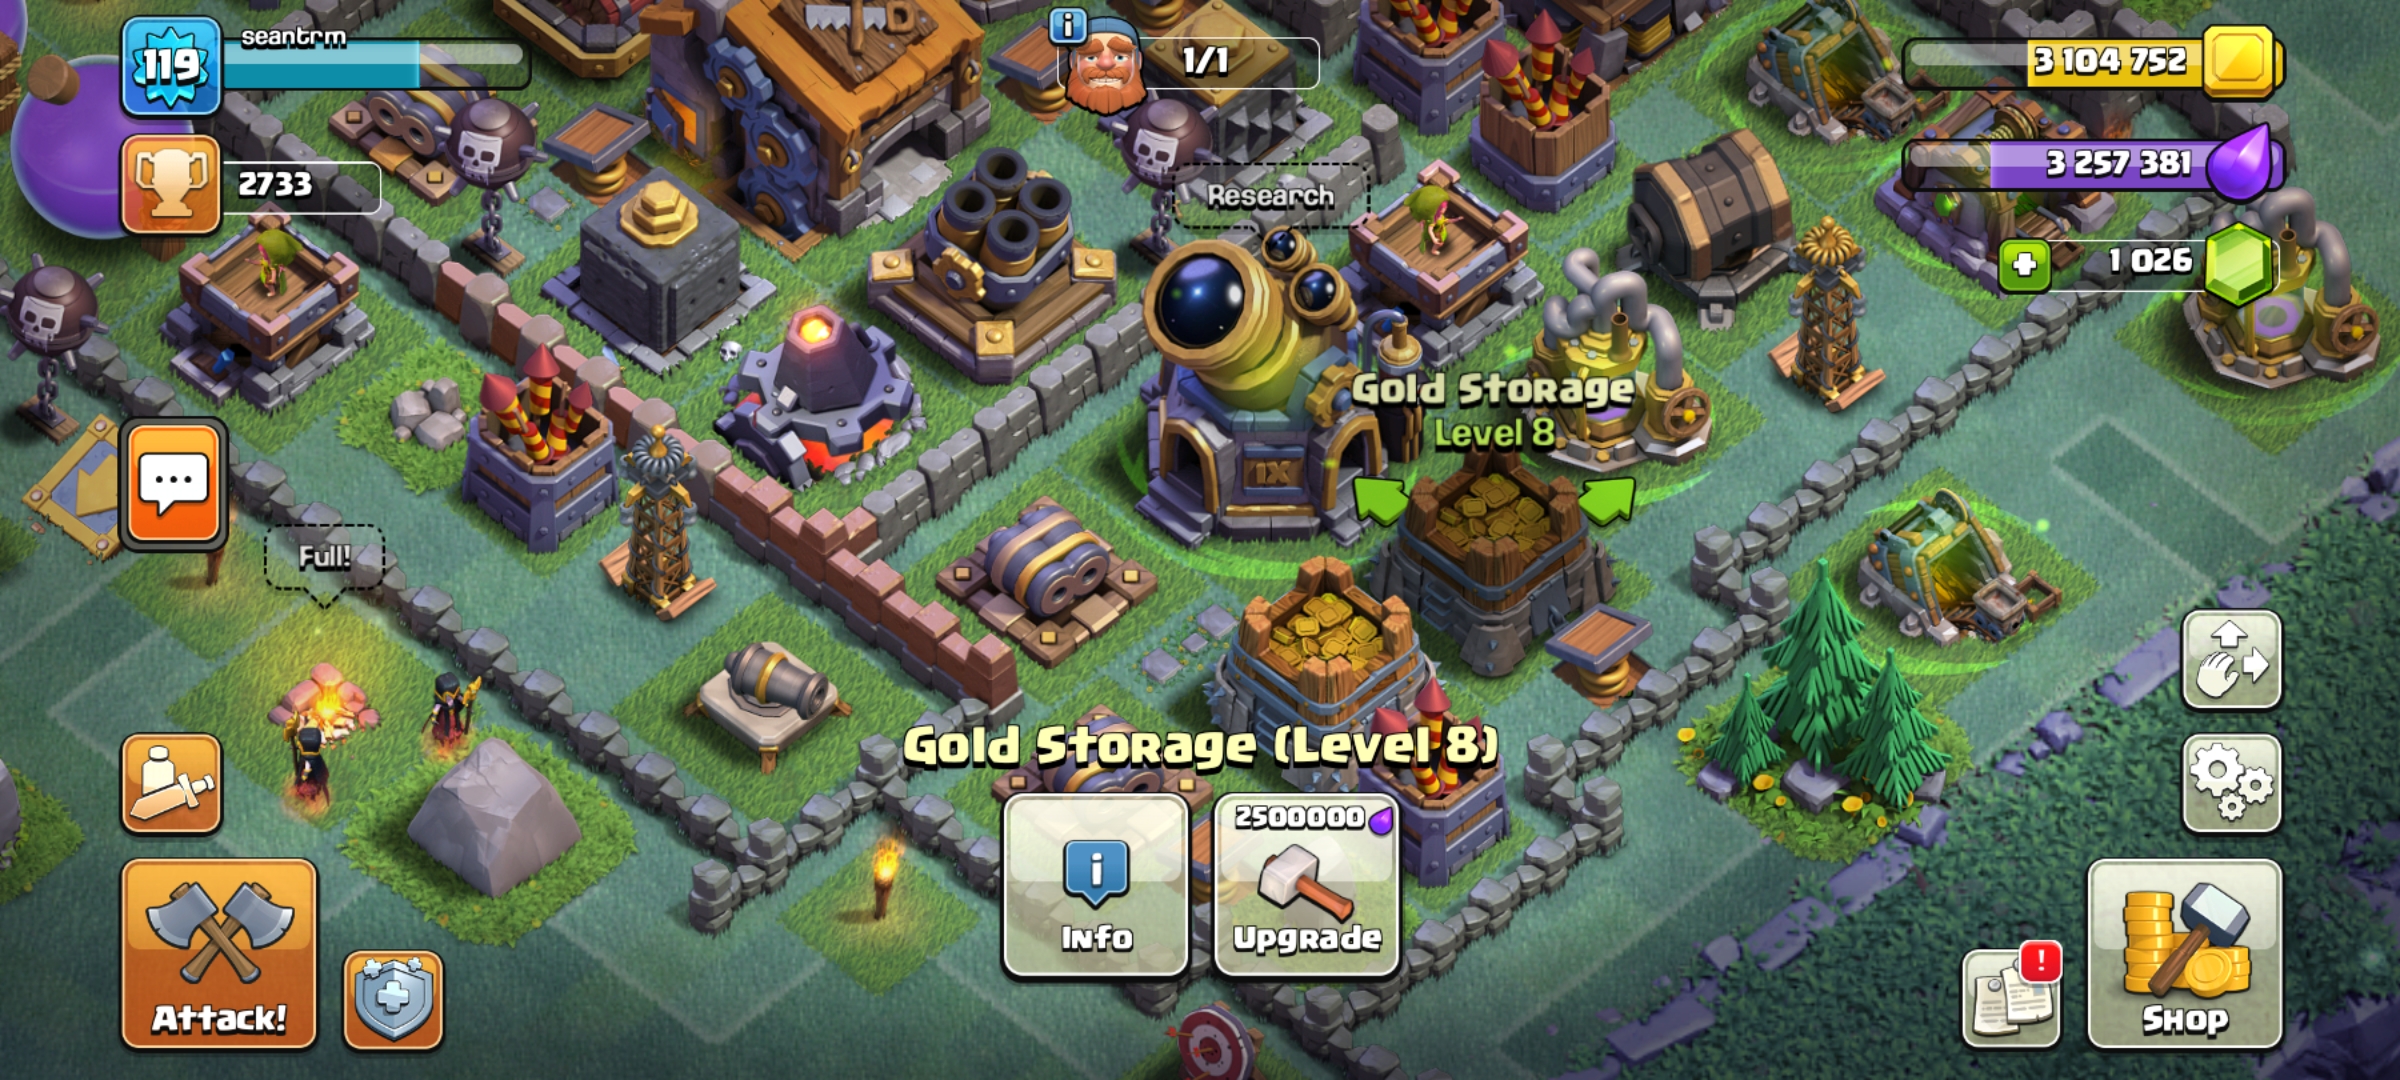 119
seantrm
1/1
3 104 752
2733
3 257 381
Research
1 026
Gold Storage
Level 8
IX
Full!
Gold Storage (Level 8)
2500000
Info
Upgrade
Attack!
Shop